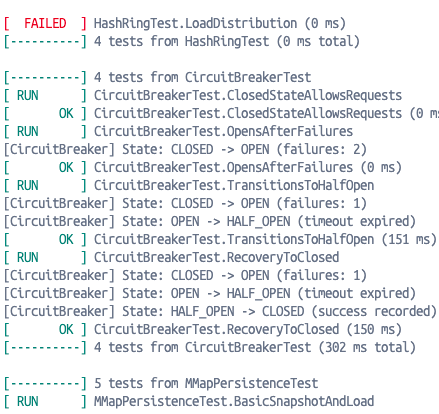 [  FAILED  ] HashRingTest.LoadDistribution (0 ms)
[----------] 4 tests from HashRingTest (0 ms total)

[----------] 4 tests from CircuitBreakerTest
[ RUN      ] CircuitBreakerTest.ClosedStateAllowsRequests
[       OK ] CircuitBreakerTest.ClosedStateAllowsRequests (0 ms
[ RUN      ] CircuitBreakerTest.OpensAfterFailures
[CircuitBreaker] State: CLOSED -> OPEN (failures: 2)
[       OK ] CircuitBreakerTest.OpensAfterFailures (0 ms)
[ RUN      ] CircuitBreakerTest.TransitionsToHalfOpen
[CircuitBreaker] State: CLOSED -> OPEN (failures: 1)
[CircuitBreaker] State: OPEN -> HALF_OPEN (timeout expired)
[       OK ] CircuitBreakerTest.TransitionsToHalfOpen (151 ms)
[ RUN      ] CircuitBreakerTest.RecoveryToClosed
[CircuitBreaker] State: CLOSED -> OPEN (failures: 1)
[CircuitBreaker] State: OPEN -> HALF_OPEN (timeout expired)
[CircuitBreaker] State: HALF_OPEN -> CLOSED (success recorded)
[       OK ] CircuitBreakerTest.RecoveryToClosed (150 ms)
[----------] 4 tests from CircuitBreakerTest (302 ms total)

[----------] 5 tests from MMapPersistenceTest
[ RUN      ] MMapPersistenceTest.BasicSnapshotAndLoad